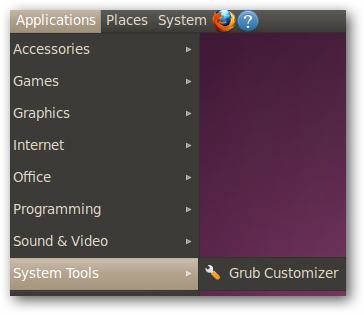 Applications Places System ?
Accessories
Games
Graphics
Internet
Office
Programming
Sound & Video
System Tools
Grub Customizer